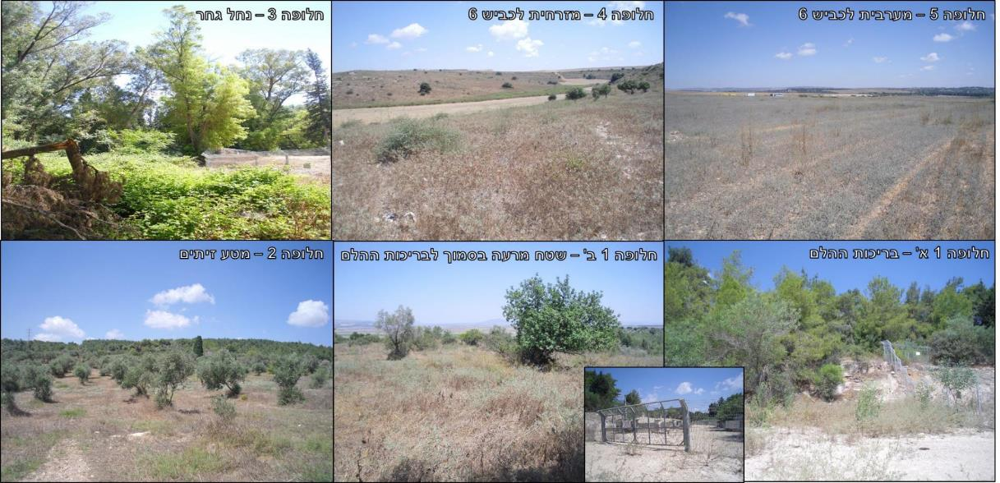 חלופה 5 – מערבית לכביש 6
חלופה 4 – מזרחית לכביש 6
חלופה 3 – נחל גחר
חלופה 1 א' – בריכות ההלם
חלופה 1 ב' – שטח מרעה בסמוך לבריכות ההלם
חלופה 2 – מטע זיתים